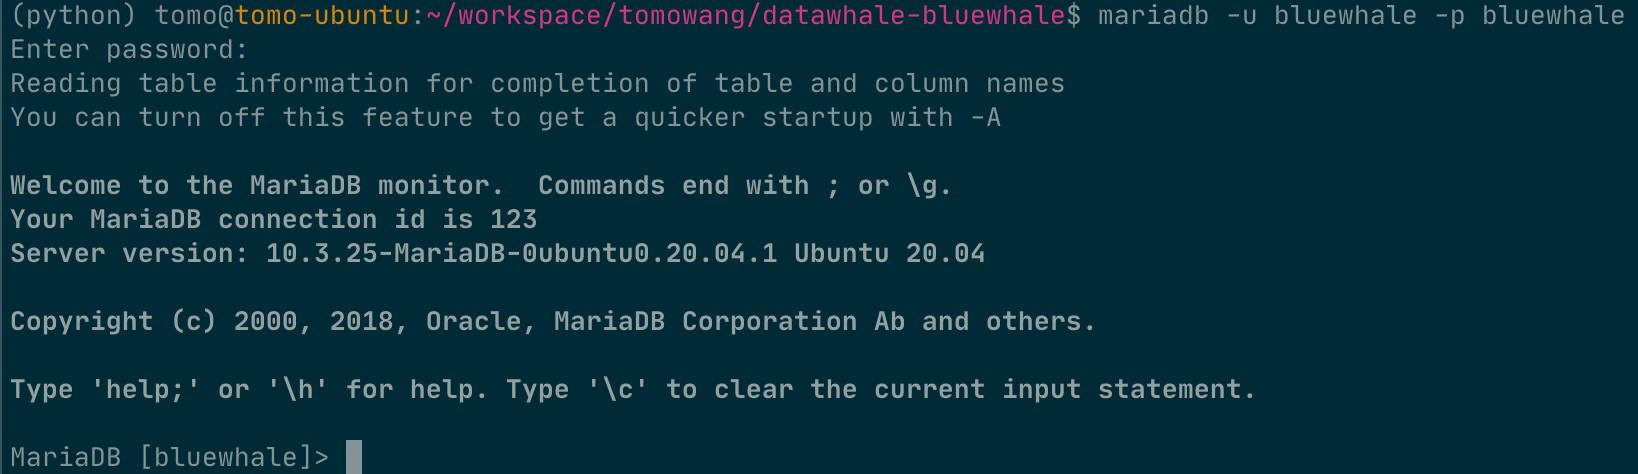 (python) tomo@tomo-ubuntu:~/workspace/tomowang/datawhale-bluewhale$ mariadb -u bluewhale -p bluewhale
Enter password:
Reading table information for completion of table and column names
You can turn off this feature to get a quicker startup with -A
Welcome to the MariaDB monitor.  Commands end with ; or \g.
Your MariaDB connection id is 123
Server version: 10.3.25-MariaDB-0ubuntu0.20.04.1 Ubuntu 20.04
Copyright (c) 2000, 2018, Oracle, MariaDB Corporation Ab and others.
Type 'help;' or '\h' for help. Type '\c' to clear the current input statement.
MariaDB [bluewhale]>